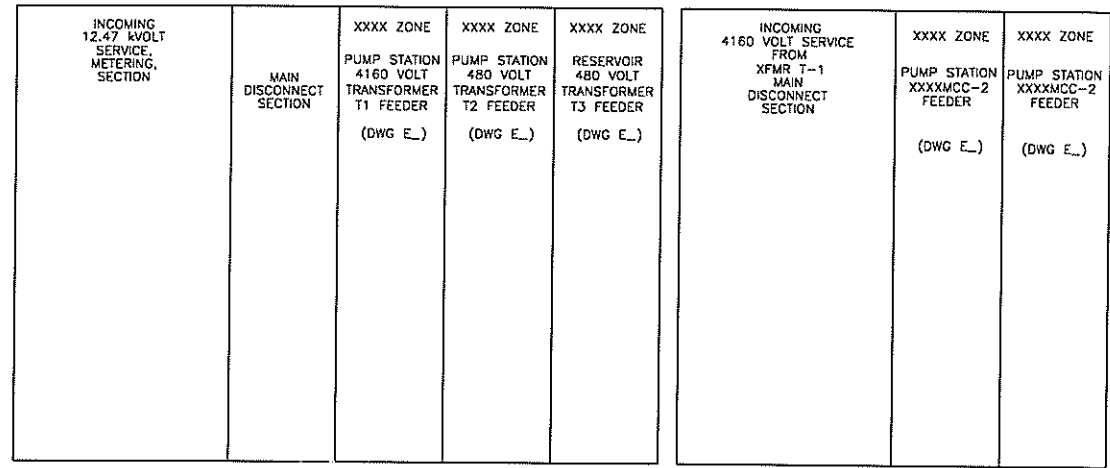 INCOMING
12.47 kVOLT
SERVICE,
METERING,
SECTION
MAIN
DISCONNECT
SECTION
XXXX ZONE
PUMP STATION
4160 VOLT
TRANSFORMER
T1 FEEDER
(DWG E_)
XXXX ZONE
PUMP STATION
480 VOLT
TRANSFORMER
T2 FEEDER
(DWG E_)
XXXX ZONE
RESERVOIR
480 VOLT
TRANSFORMER
T3 FEEDER
(DWG E_)
INCOMING
4160 VOLT SERVICE
FROM
XFMR T-1
MAIN
DISCONNECT
SECTION
XXXX ZONE
PUMP STATION
XXXXMCC-2
FEEDER
(DWG E_)
XXXX ZONE
PUMP STATION
XXXXMCC-2
FEEDER
(DWG E_)